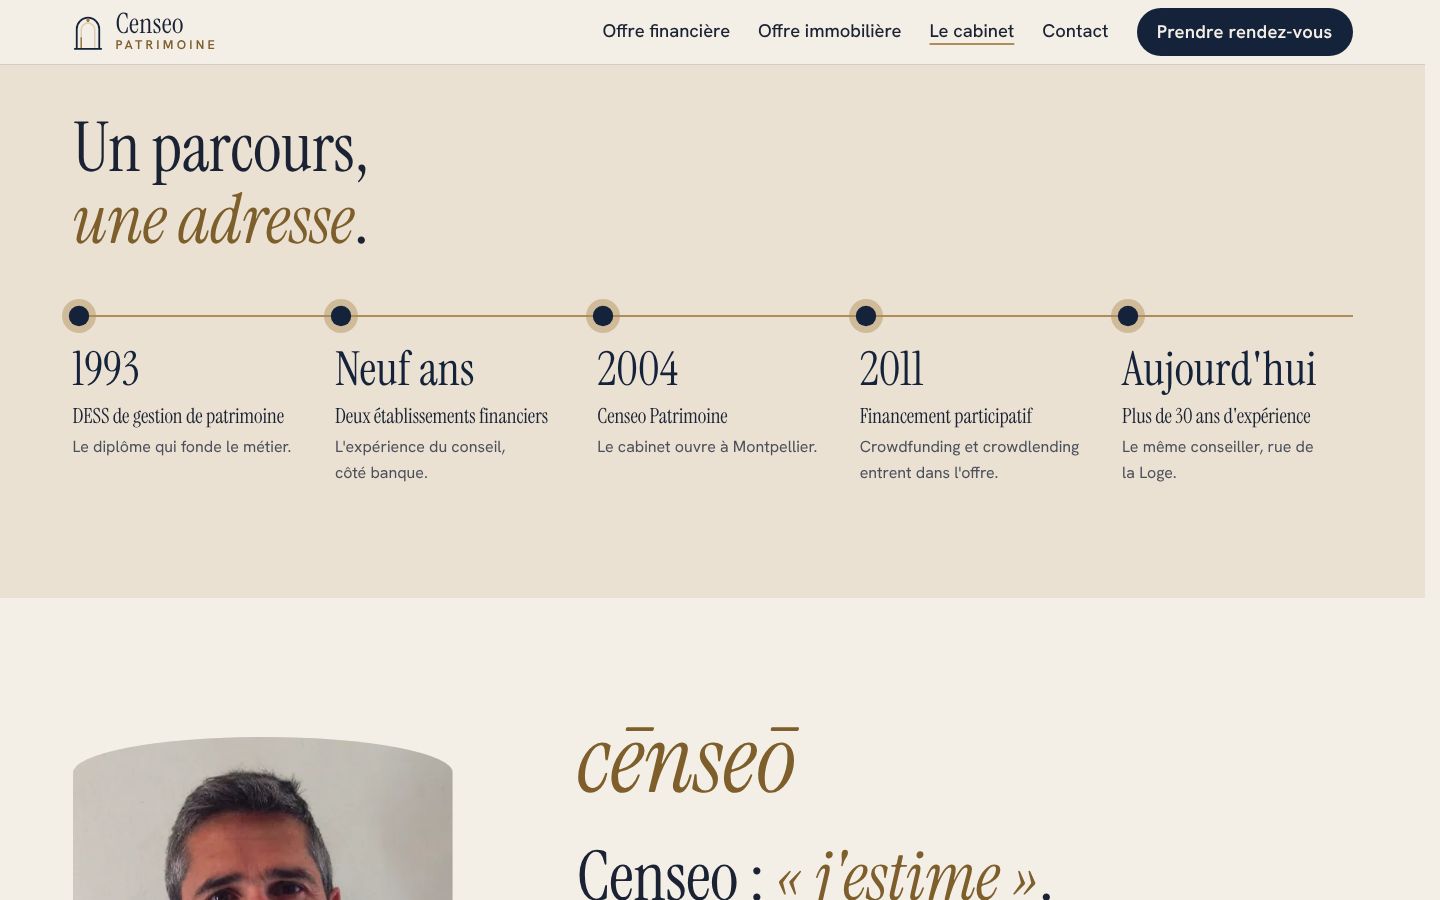 Censeo
PATRIMOINE
Offre financière
Offre immobilière
Le cabinet
Contact
Prendre rendez-vous
Un parcours,
une adresse.
1993
DESS de gestion de patrimoine
Le diplôme qui fonde le métier.
Neuf ans
Deux établissements financiers
L'expérience du conseil,
côté banque.
2004
Censeo Patrimoine
Le cabinet ouvre à Montpellier.
2011
Financement participatif
Crowdfunding et crowdlending
entrent dans l'offre.
Aujourd'hui
Plus de 30 ans d'expérience
Le même conseiller, rue de
la Loge.
cēnseō
Censeo : « j'estime ».